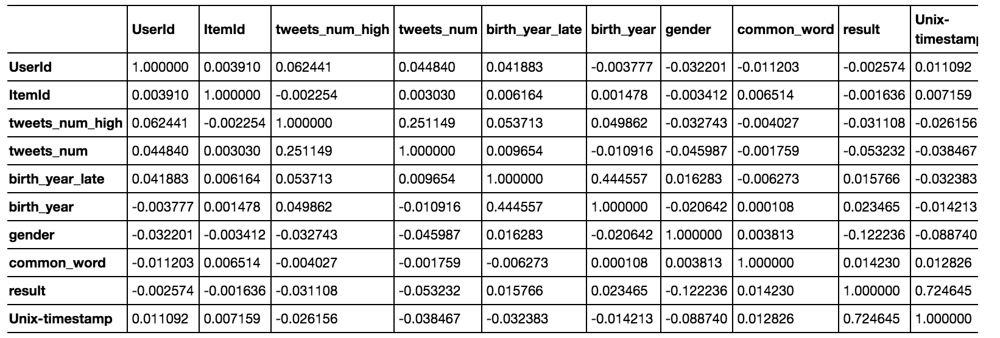 UserId ItemId tweets_num_high tweets_num birth_year_late birth_year gender common_word result Unix-
timestamp
UserId 1.000000 0.003910 0.062441 0.044840 0.041883 -0.003777 -0.032201 -0.011203 -0.002574 0.011092
ItemId 0.003910 1.000000 -0.002254 0.003030 0.006164 0.001478 -0.003412 0.006514 -0.001636 0.007159
tweets_num_high 0.062441 -0.002254 1.000000 0.251149 0.053713 0.049862 -0.032743 -0.004027 -0.031108 -0.026156
tweets_num 0.044840 0.003030 0.251149 1.000000 0.009654 -0.010916 -0.045987 -0.001759 -0.053232 -0.038467
birth_year_late 0.041883 0.006164 0.053713 0.009654 1.000000 0.444557 0.016283 -0.006273 0.015766 -0.032383
birth_year -0.003777 0.001478 0.049862 -0.010916 0.444557 1.000000 -0.020642 0.000108 0.023465 -0.014213
gender -0.032201 -0.003412 -0.032743 -0.045987 0.016283 -0.020642 1.000000 0.003813 -0.122236 -0.088740
common_word -0.011203 0.006514 -0.004027 -0.001759 -0.006273 0.000108 0.003813 1.000000 0.014230 0.012826
result -0.002574 -0.001636 -0.031108 -0.053232 0.015766 0.023465 -0.122236 0.014230 1.000000 0.724645
Unix-timestamp 0.011092 0.007159 -0.026156 -0.038467 -0.032383 -0.014213 -0.088740 0.012826 0.724645 1.000000